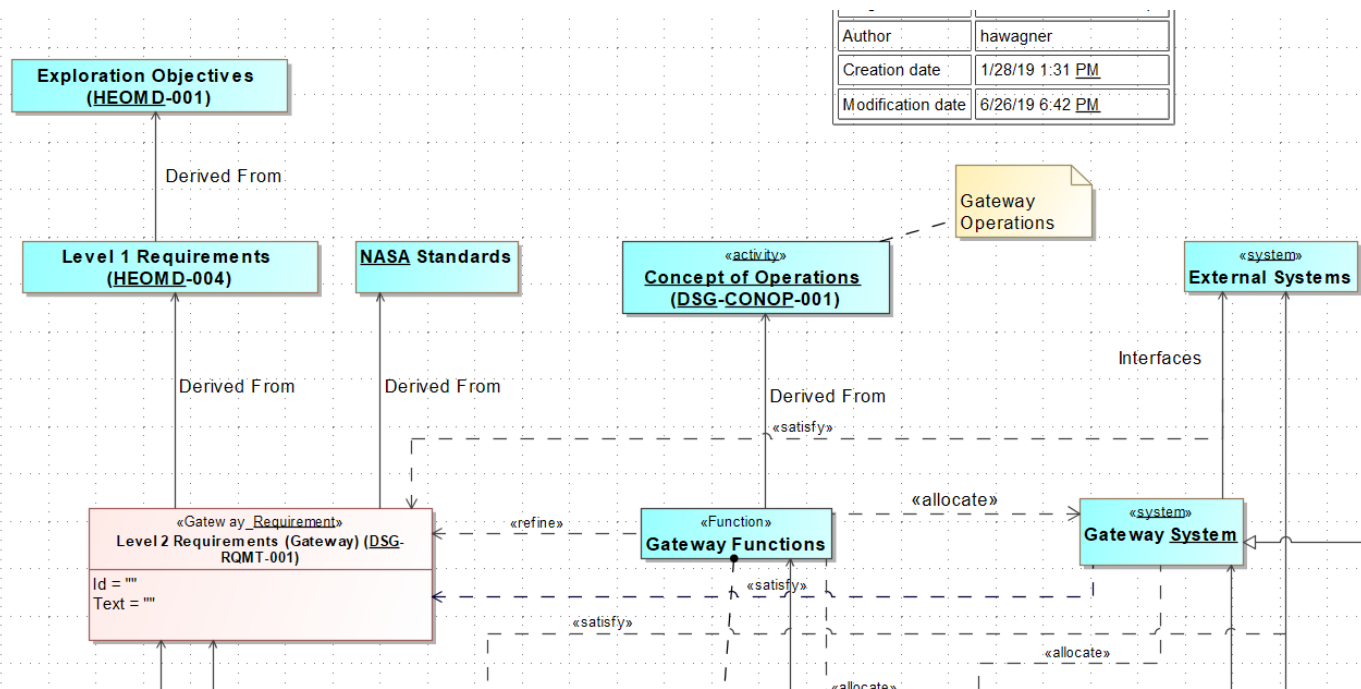 Author hawagner
Creation date 1/28/19 1:31 PM
Modification date 6/26/19 6:42 PM
Exploration Objectives
(HEOMD-001)
Derived From
Gateway
Operations
Level 1 Requirements
(HEOMD-004)
NASA Standards
«activity»
Concept of Operations
(DSG-CONOP-001)
«system»
External Systems
Interfaces
Derived From
Derived From
Derived From
«satisfy»
«allocate»
«Gateway_Requirement»
Level 2 Requirements (Gateway) (DSG-
RQMT-001)
Id = ""
Text = ""
«refine»
«Function»
Gateway Functions
«system»
Gateway System
«satisfy»
«satisfy»
«allocate»
«allocate»